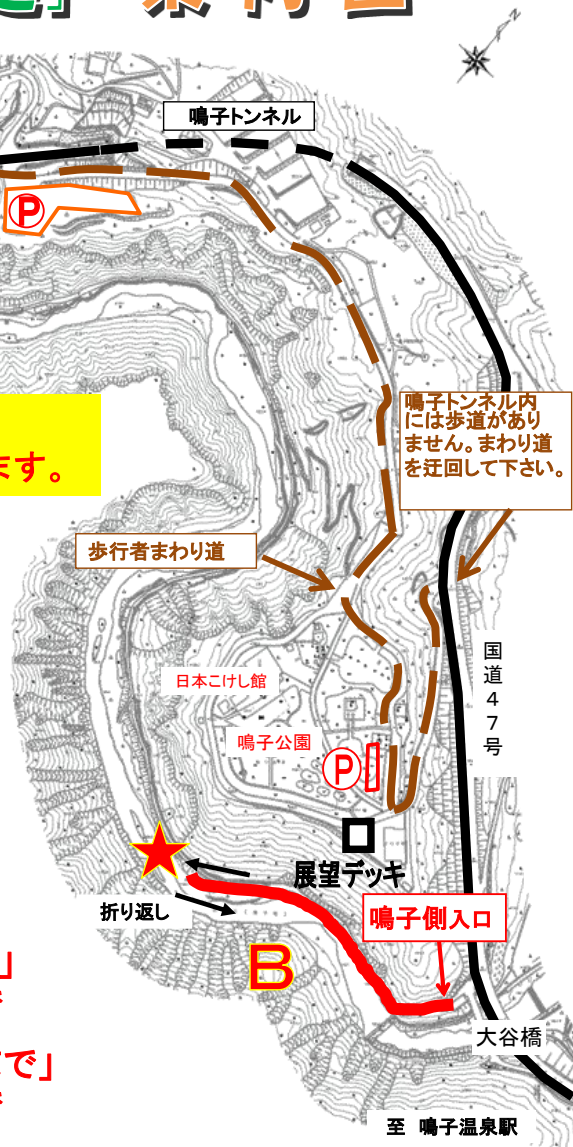 案内図
鳴子トンネル
P
ます。
鳴子トンネル内
には歩道があり
ません。まわり道
を迂回して下さい。
歩行者まわり道
国道47号
日本こけし館
鳴子公園
P
展望デッキ
折り返し
鳴子側入口
B
」
で」
大谷橋
至 鳴子温泉駅